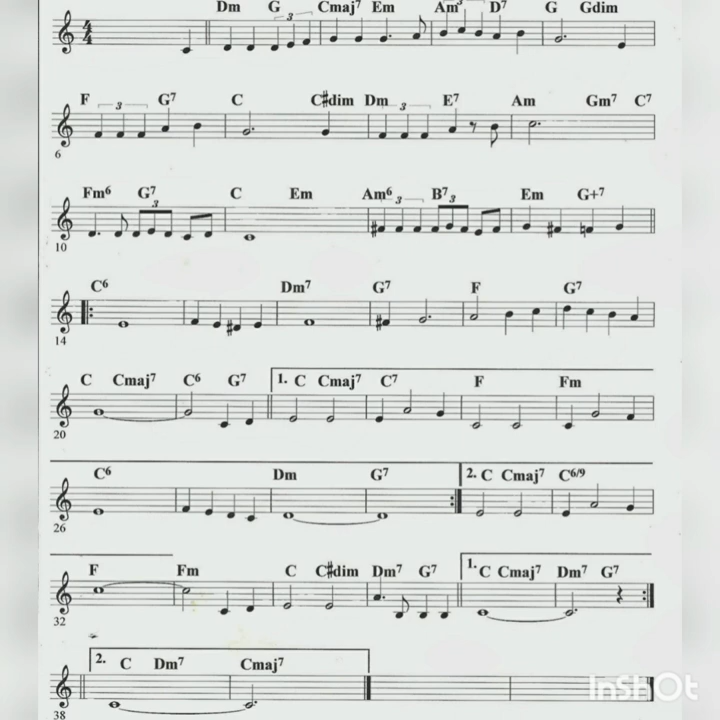 Dm G 3 Cmaj7 Em Am 3 D7 G Gdim
4
4
F 3 G7 C C#dim Dm 3 E7 Am Gm7 C7
6
Fm6 G7 3 C Em Am6 3 B7 3 Em G+7
10
C6 Dm7 G7 F G7
14
C Cmaj7 C6 G7 1. C Cmaj7 C7 F Fm
20
C6 Dm G7 2. C Cmaj7 C6/9
26
F Fm C C#dim Dm7 G7 1. C Cmaj7 Dm7 G7
32
2. C Dm7 Cmaj7
38
InShOt